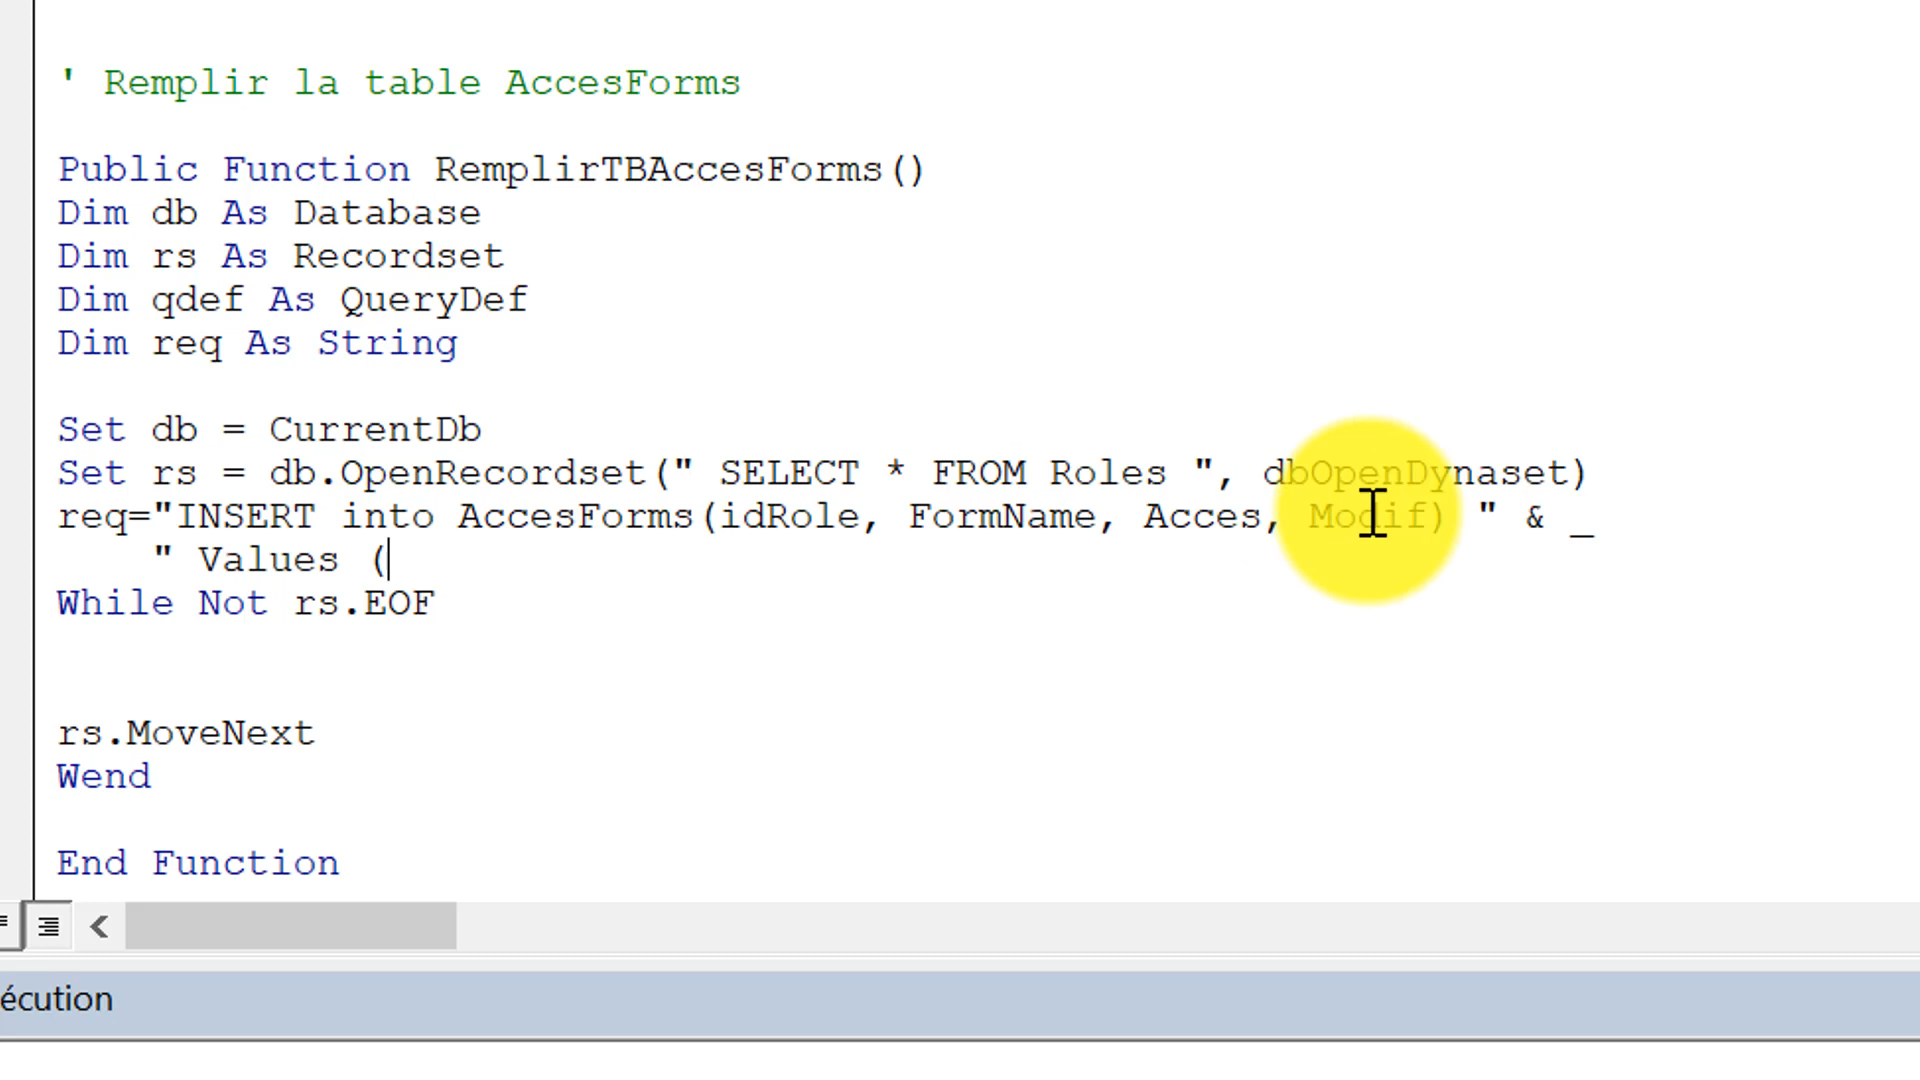 ' Remplir la table AccesForms
Public Function RemplirTBAccesForms()
Dim db As Database
Dim rs As Recordset
Dim qdef As QueryDef
Dim req As String
Set db = CurrentDb
Set rs = db.OpenRecordset(" SELECT * FROM Roles ", dbOpenDynaset)
req="INSERT into AccesForms(idRole, FormName, Acces, Modif) " & _
" Values (
While Not rs.EOF
rs.MoveNext
Wend
End Function
écution